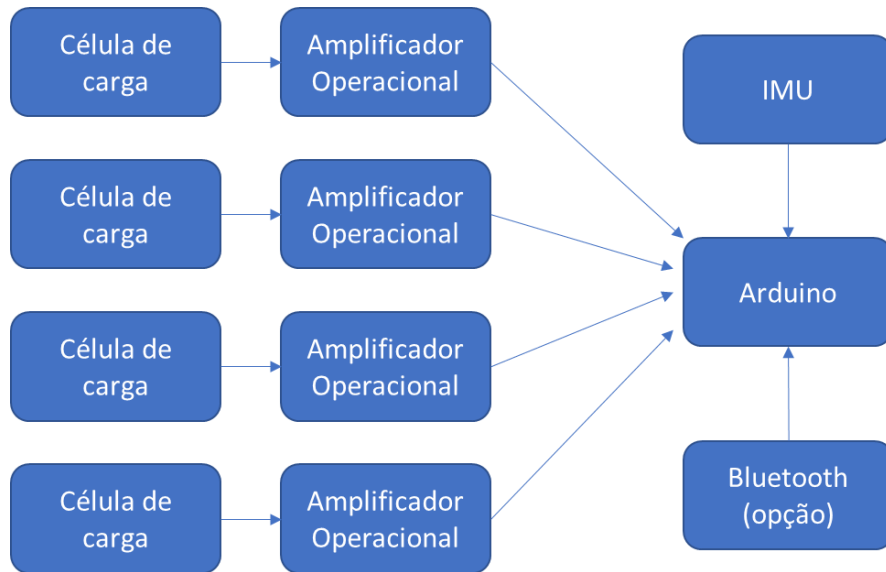 Célula de
carga
Amplificador
Operacional
IMU
Célula de
carga
Amplificador
Operacional
Arduino
Célula de
carga
Amplificador
Operacional
Célula de
carga
Amplificador
Operacional
Bluetooth
(opção)